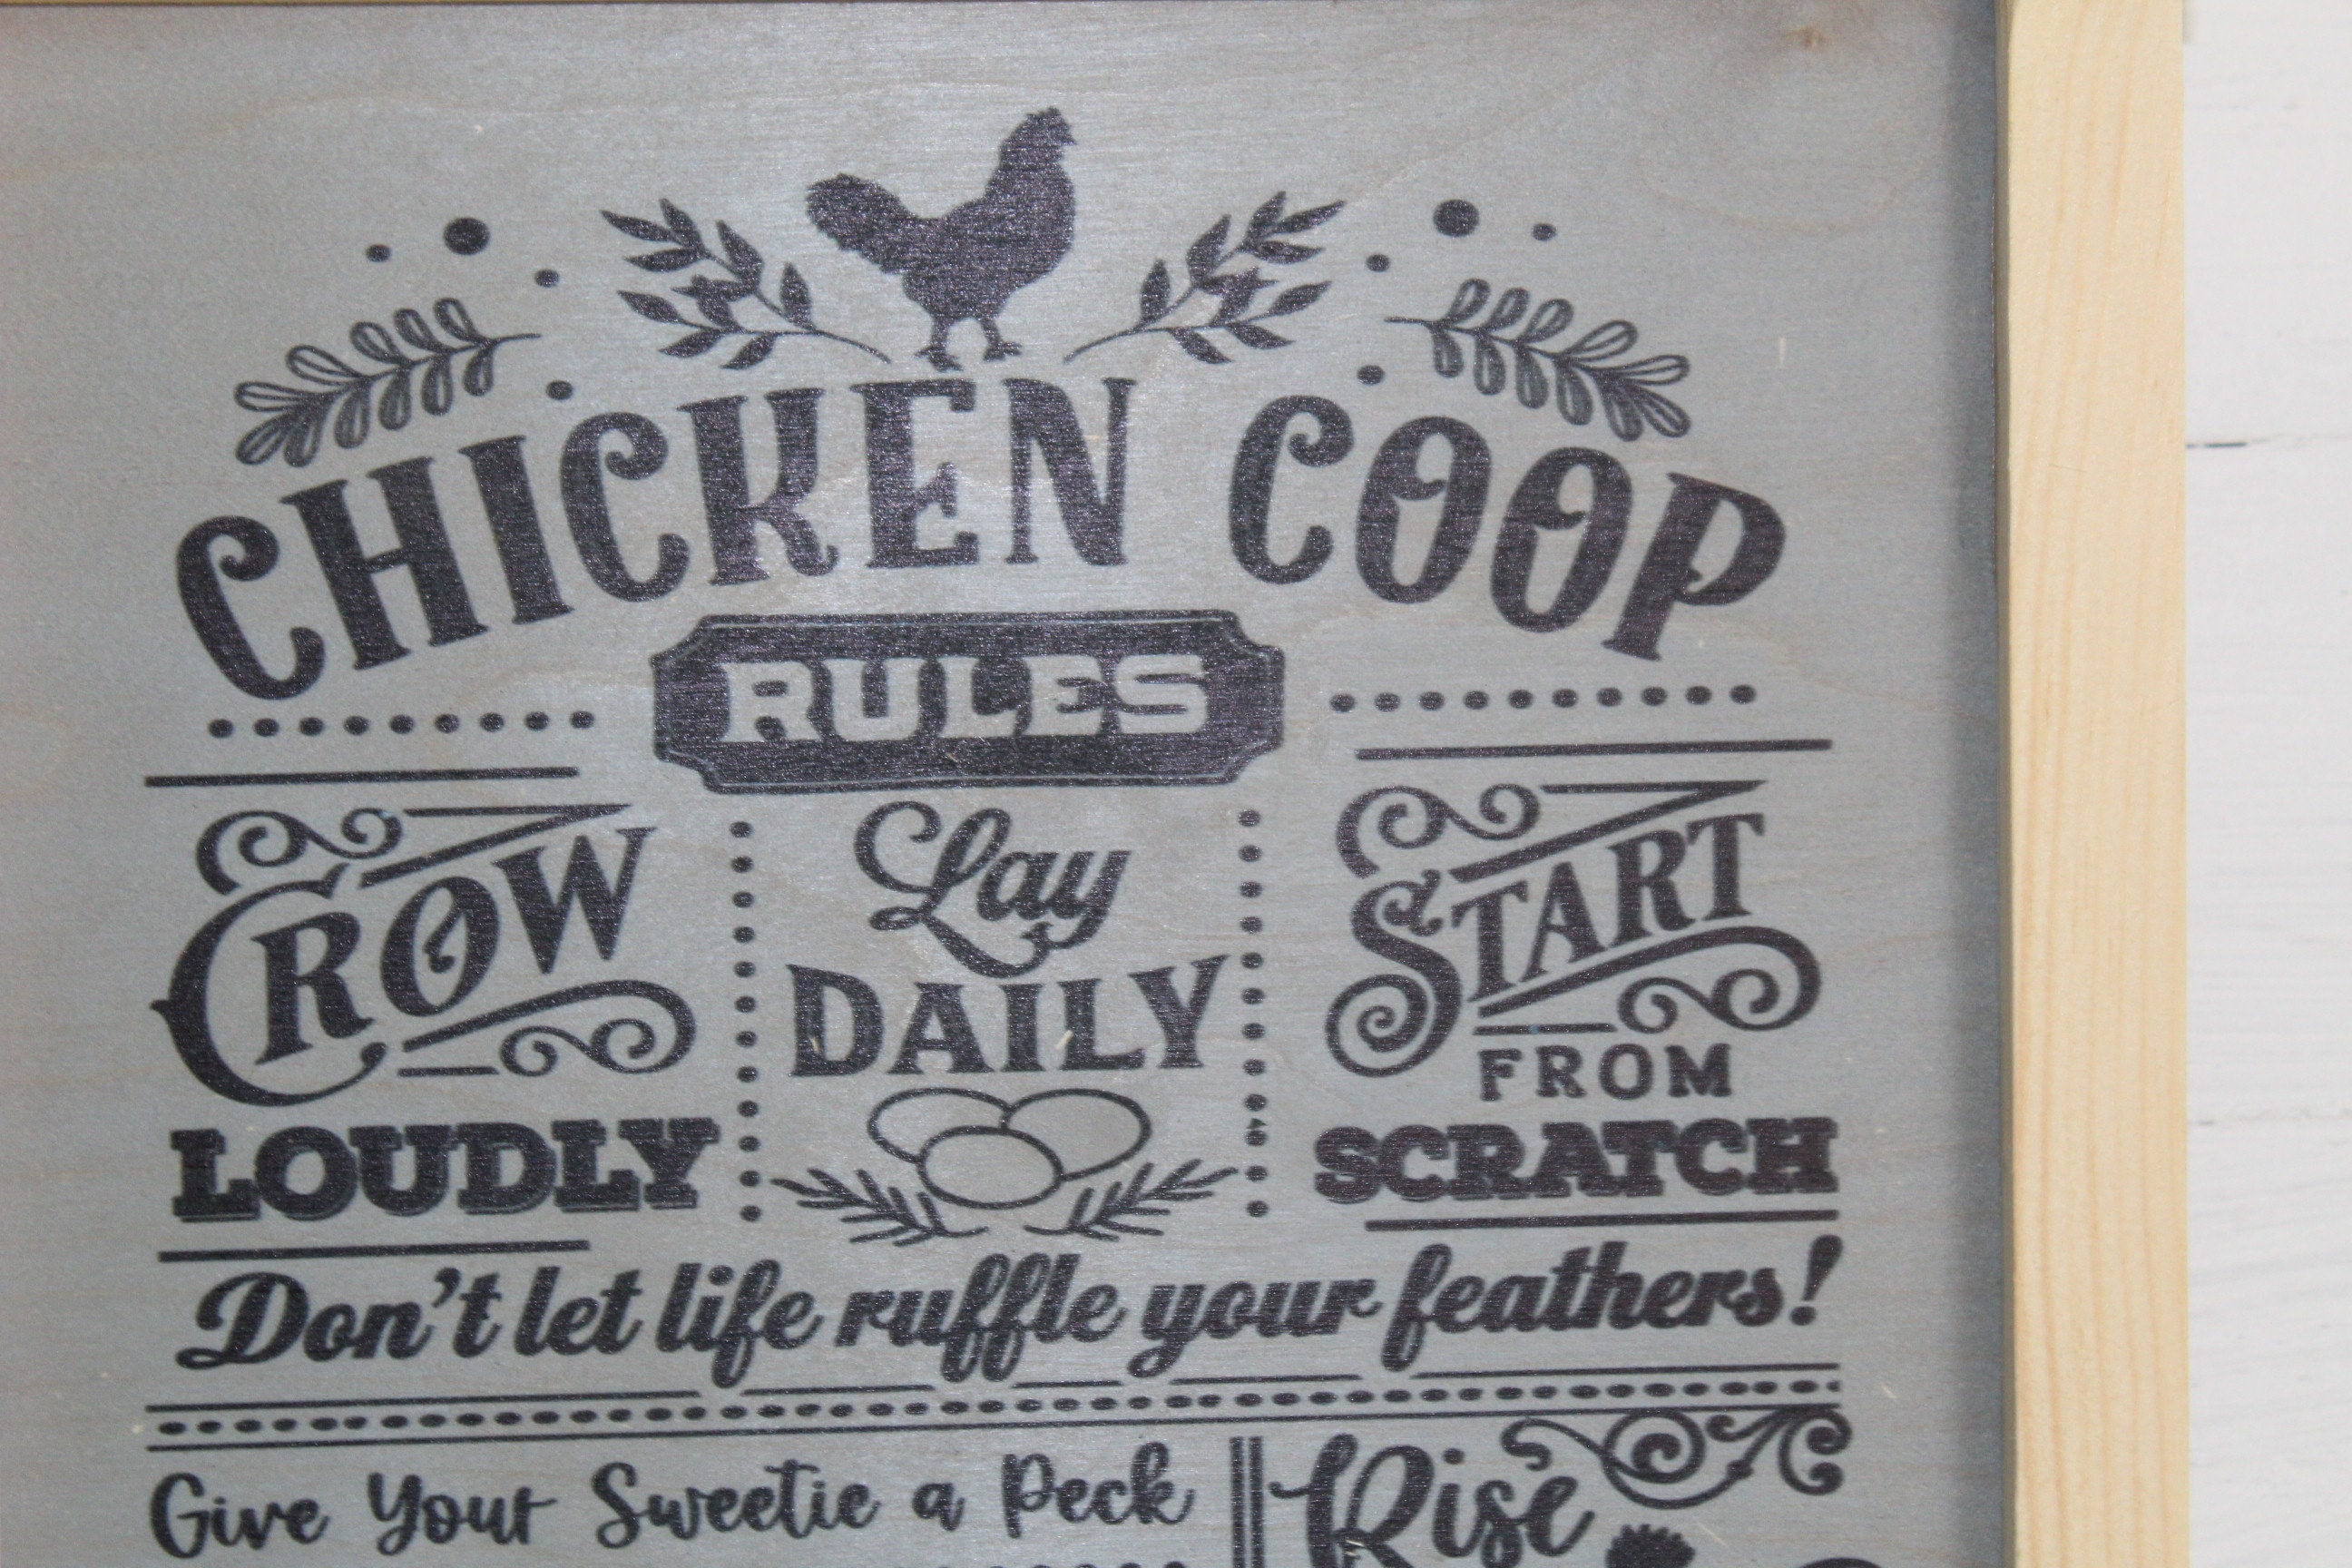 CHICKEN COOP
RULES
CROW
LOUDLY
Lay
DAILY
START
FROM
SCRATCH
Don't let life ruffle your feathers!
Give Your Sweetie a Peck
Rise